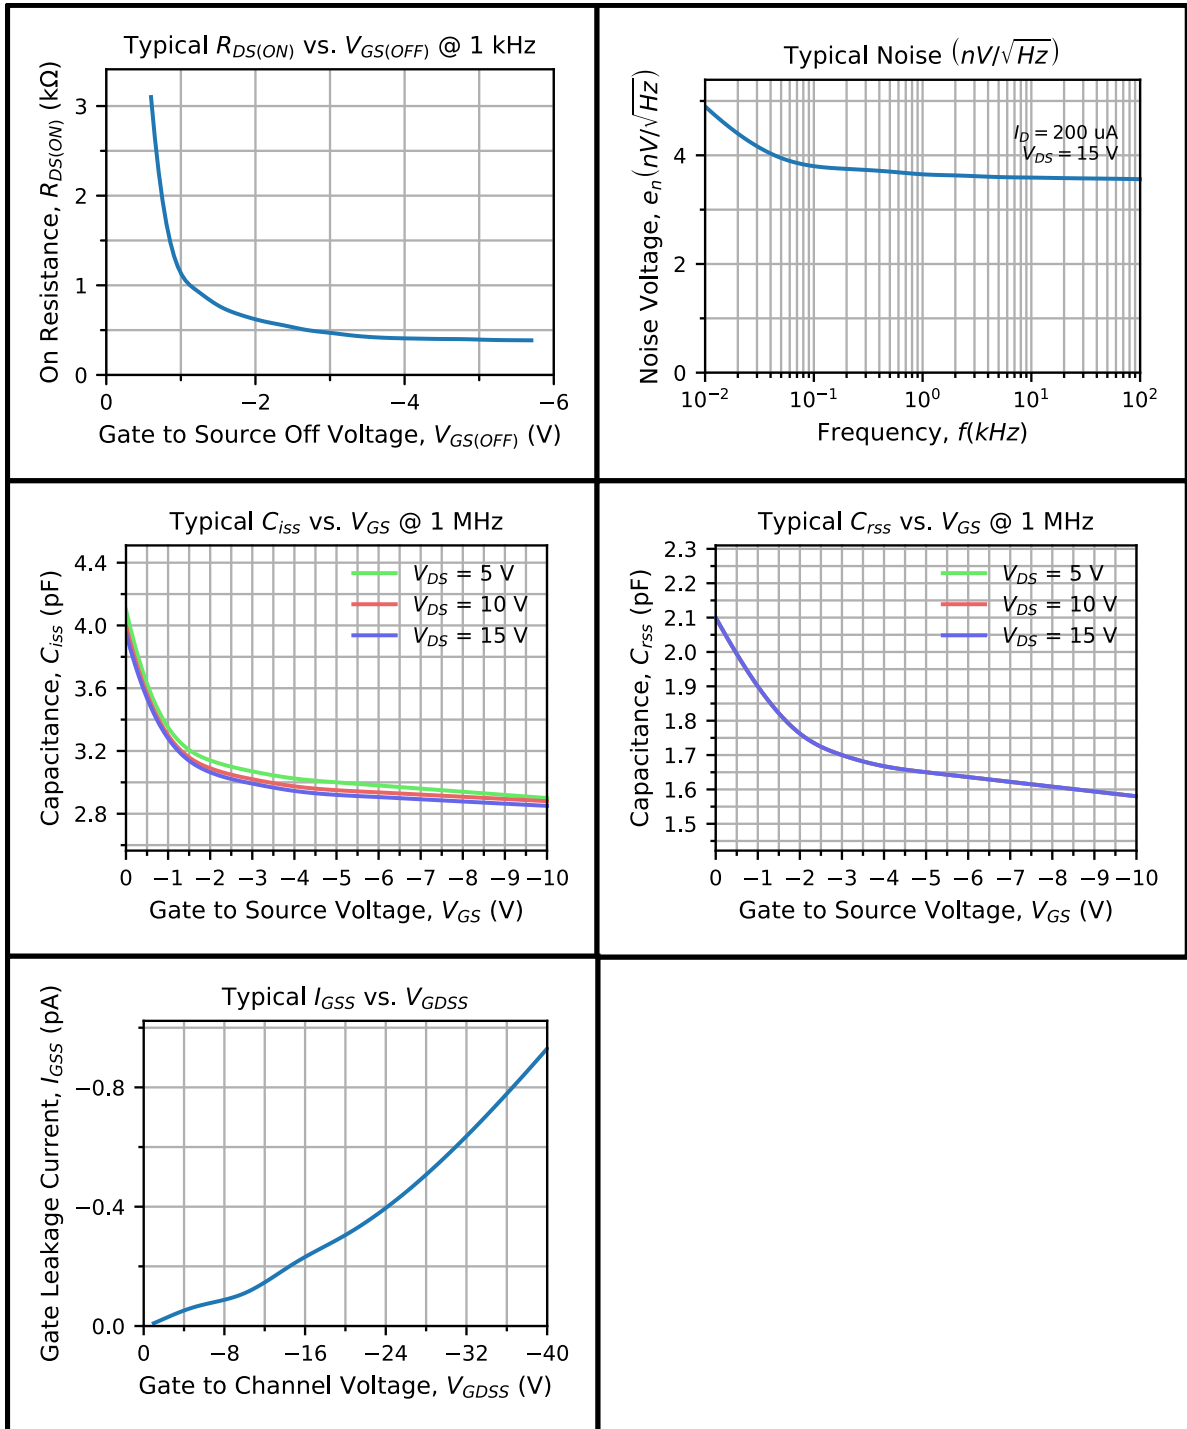 Typical R_DS(ON) vs. V_GS(OFF) @ 1 kHz
On Resistance, R_DS(ON) (kΩ)
3
2
1
0
0 −2 −4 −6
Gate to Source Off Voltage, V_GS(OFF) (V)
Typical Noise (nV/√Hz)
Noise Voltage, e_n (nV/√Hz)
I_D = 200 uA
V_DS = 15 V
4
2
0
10⁻² 10⁻¹ 10⁰ 10¹ 10²
Frequency, f(kHz)
Typical C_iss vs. V_GS @ 1 MHz
Capacitance, C_iss (pF)
V_DS = 5 V
V_DS = 10 V
V_DS = 15 V
4.4
4.0
3.6
3.2
2.8
0 −1 −2 −3 −4 −5 −6 −7 −8 −9 −10
Gate to Source Voltage, V_GS (V)
Typical C_rss vs. V_GS @ 1 MHz
Capacitance, C_rss (pF)
V_DS = 5 V
V_DS = 10 V
V_DS = 15 V
2.3
2.2
2.1
2.0
1.9
1.8
1.7
1.6
1.5
0 −1 −2 −3 −4 −5 −6 −7 −8 −9 −10
Gate to Source Voltage, V_GS (V)
Typical I_GSS vs. V_GDSS
Gate Leakage Current, I_GSS (pA)
−0.8
−0.4
0.0
0 −8 −16 −24 −32 −40
Gate to Channel Voltage, V_GDSS (V)